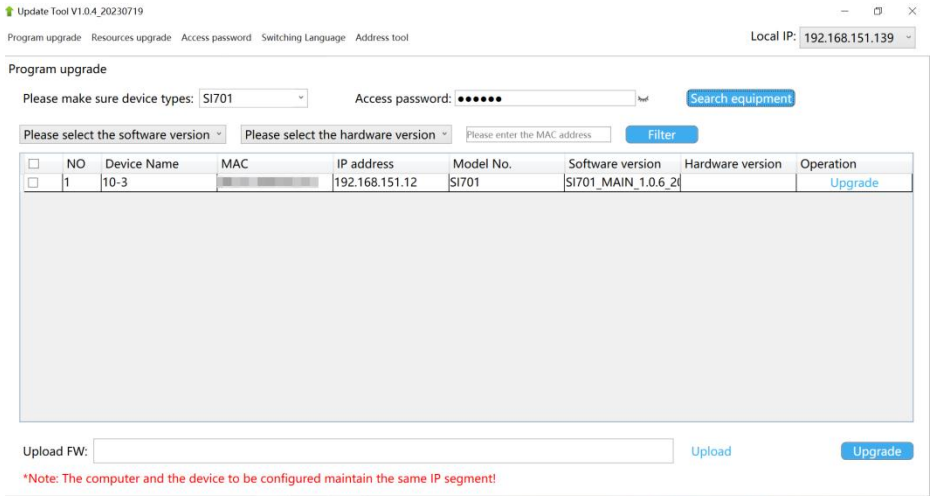 Update Tool V1.0.4_20230719
Program upgrade Resources upgrade Access password Switching Language Address tool Local IP: 192.168.151.139
Program upgrade
Please make sure device types: SI701 Access password: ●●●●●● Search equipment
Please select the software version Please select the hardware version Please enter the MAC address Filter
NO Device Name MAC IP address Model No. Software version Hardware version Operation
1 10-3 192.168.151.12 SI701 SI701_MAIN_1.0.6_20 Upgrade
Upload FW: Upload Upgrade
*Note: The computer and the device to be configured maintain the same IP segment!